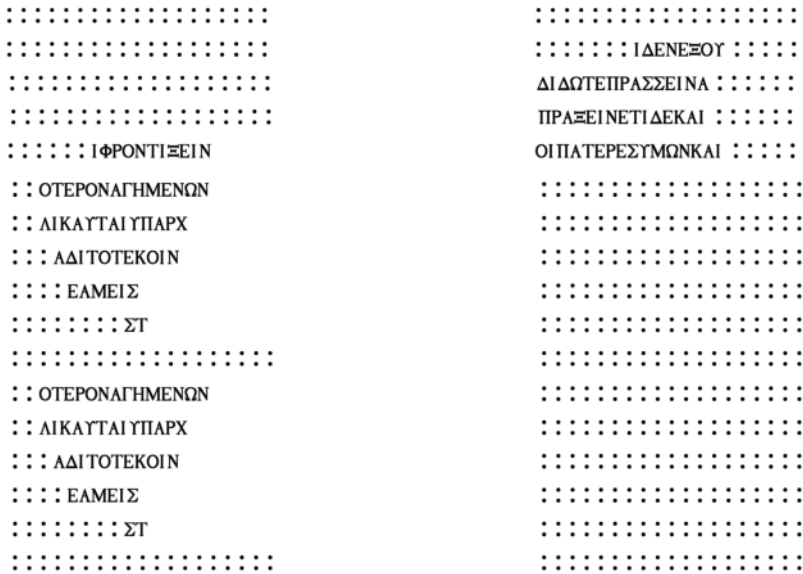 : : : : : : ΙΦΡΟΝΤΙΞΕΙΝ
: : ΟΤΕΡΟΝΑΓΗΜΕΝΩΝ
: : ΛΙΚΑΥΤΑΙΥΠΑΡΧ
: : : ΑΔΙΤΟΤΕΚΟΙΝ
: : : : ΕΑΜΕΙΣ
: : : : : : : : ΣΤ
: : ΟΤΕΡΟΝΑΓΗΜΕΝΩΝ
: : ΛΙΚΑΥΤΑΙΥΠΑΡΧ
: : : ΑΔΙΤΟΤΕΚΟΙΝ
: : : : ΕΑΜΕΙΣ
: : : : : : : : ΣΤ
: : : : : : : ΙΔΕΝΕΞΟΥ : : : : :
ΔΙΔΩΤΕΠΡΑΣΣΕΙΝΑ : : : : : :
ΠΡΑΞΕΙΝΕΤΙΔΕΚΑΙ : : : : : :
ΟΙΠΑΤΕΡΕΣΥΜΩΝΚΑΙ : : : : :